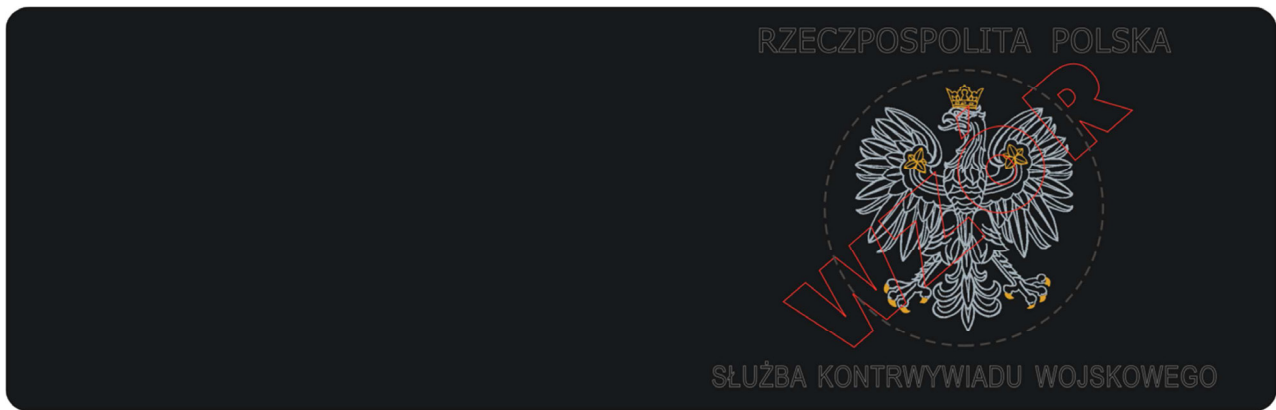 RZECZPOSPOLITA POLSKA
WZÓR
SŁUŻBA KONTRWYWIADU WOJSKOWEGO